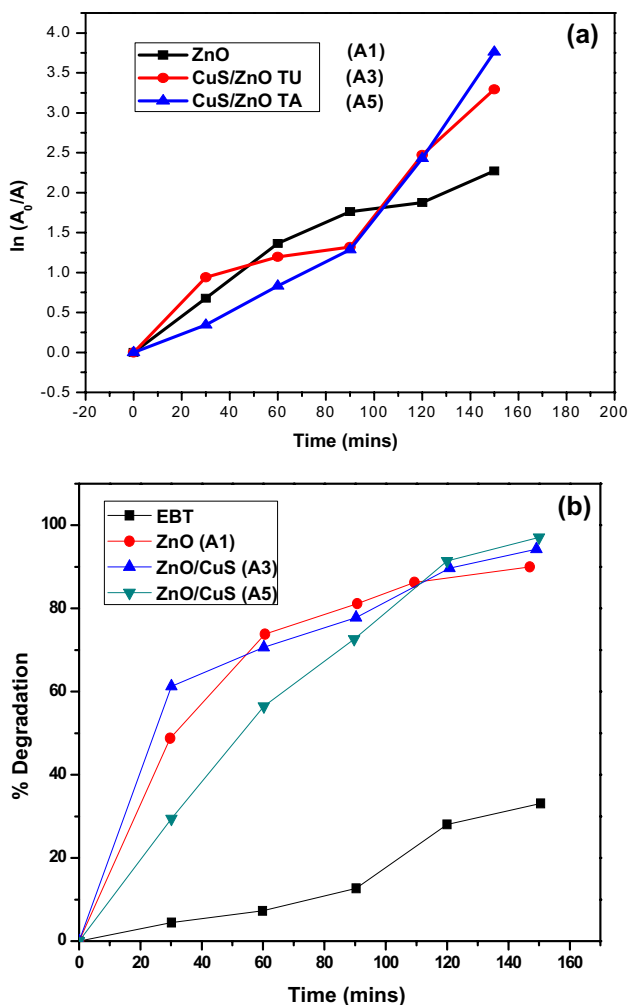 (a)
ZnO (A1)
CuS/ZnO TU (A3)
CuS/ZnO TA (A5)
4.0
3.5
3.0
2.5
2.0
1.5
1.0
0.5
0.0
-0.5
ln (A0/A)
-20 0 20 40 60 80 100 120 140 160 180 200
Time (mins)
(b)
EBT
ZnO (A1)
ZnO/CuS (A3)
ZnO/CuS (A5)
100
80
60
40
20
0
% Degradation
0 20 40 60 80 100 120 140 160
Time (mins)